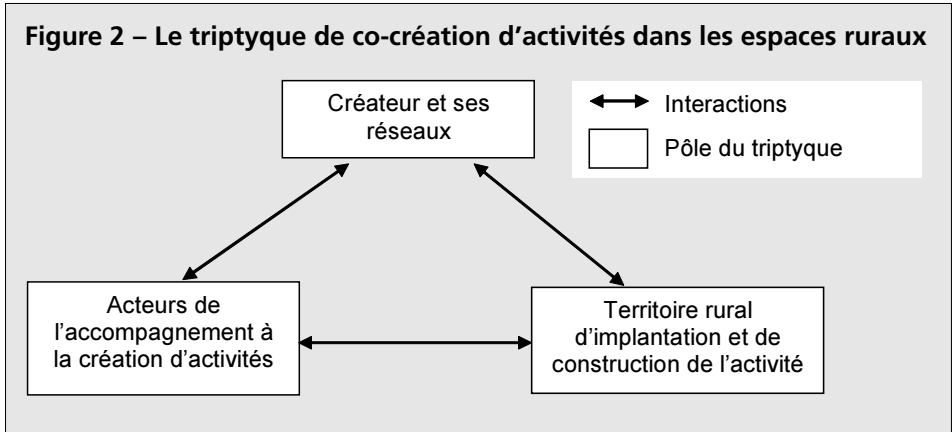 Figure 2 – Le triptyque de co-création d’activités dans les espaces ruraux
Créateur et ses
réseaux
Interactions
Pôle du triptyque
Acteurs de
l’accompagnement à
la création d’activités
Territoire rural
d’implantation et de
construction de l’activité